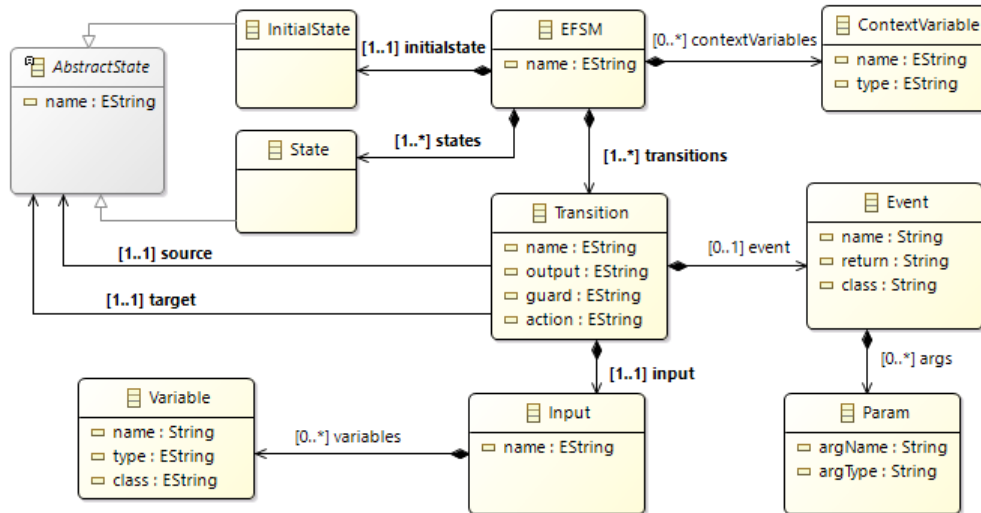 InitialState
EFSM
name : EString
ContextVariable
name : EString
type : EString
[1..1] initialstate
[0..*] contextVariables
AbstractState
name : EString
State
[1..*] states
[1..*] transitions
Transition
name : EString
output : EString
guard : EString
action : EString
Event
name : String
return : String
class : String
[1..1] source
[0..1] event
[1..1] target
[0..*] args
[1..1] input
Variable
name : String
type : EString
class : EString
[0..*] variables
Input
name : EString
Param
argName : String
argType : String